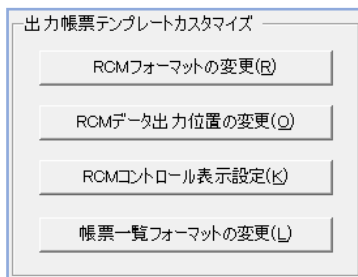 出力帳票テンプレートカスタマイズ
RCMフォーマットの変更(R)
RCMデータ出力位置の変更(O)
RCMコントロール表示設定(K)
帳票一覧フォーマットの変更(L)